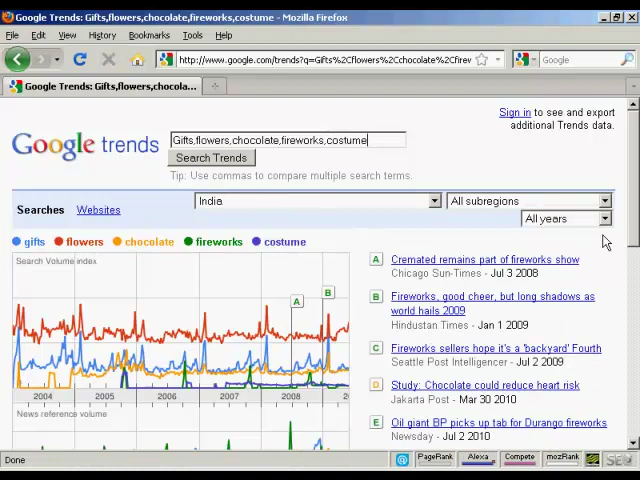 Google Trends: Gifts,flowers,chocolate,fireworks,costume - Mozilla Firefox
File Edit View History Bookmarks Tools Help
http://www.google.com/trends?q=Gifts%2Cflowers%2Cchocolate%2Cfirev
Google
Google Trends: Gifts,flowers,chocola...
Sign in to see and export
additional Trends data.
Google trends
Gifts,flowers,chocolate,fireworks,costume
Search Trends
Tip: Use commas to compare multiple search terms.
Searches Websites
India
All subregions
All years
gifts flowers chocolate fireworks costume
Search Volume index
A
B
2004 2005 2006 2007 2008 2
News reference volume
A Cremated remains part of fireworks show
Chicago Sun-Times - Jul 3 2008
B Fireworks, good cheer, but long shadows as
world hails 2009
Hindustan Times - Jan 1 2009
C Fireworks sellers hope it's a 'backyard' Fourth
Seattle Post Intelligencer - Jul 2 2009
D Study: Chocolate could reduce heart risk
Jakarta Post - Mar 30 2010
E Oil giant BP picks up tab for Durango fireworks
Newsday - Jul 2 2010
Done
PageRank Alexa Compete mozRank